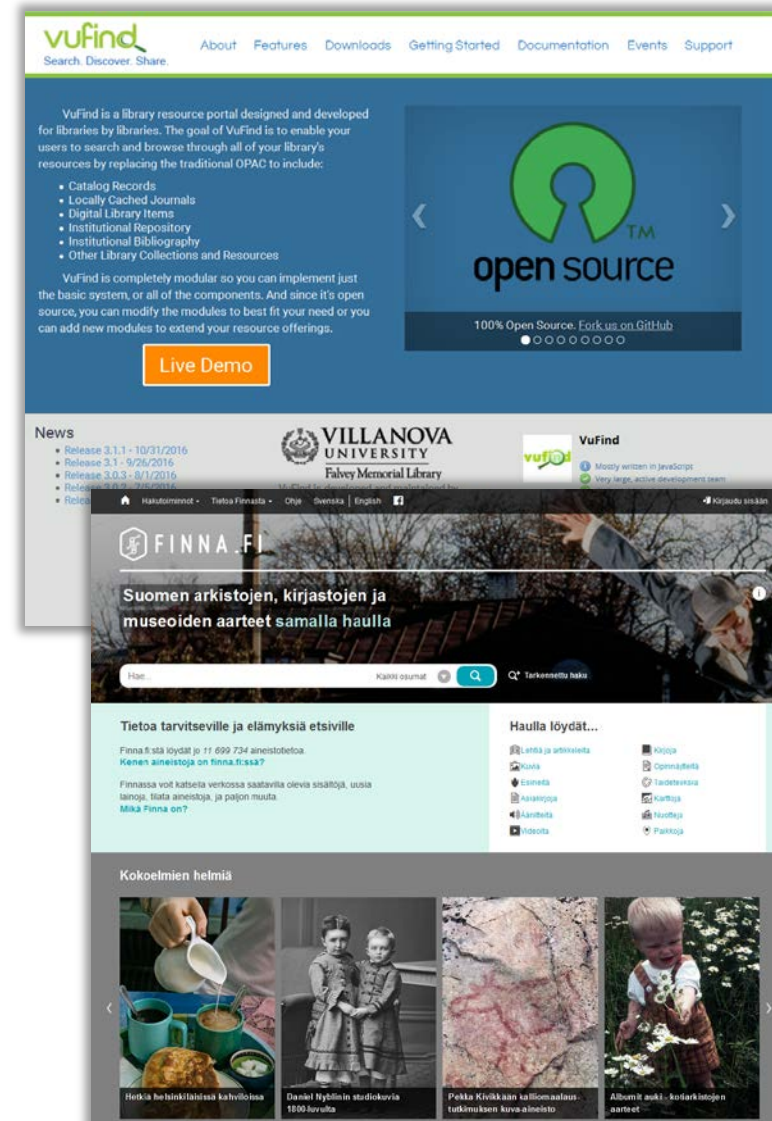 vufind
Search. Discover. Share.
About Features Downloads Getting Started Documentation Events Support
VuFind is a library resource portal designed and developed
for libraries by libraries. The goal of VuFind is to enable your
users to search and browse through all of your library's
resources by replacing the traditional OPAC to include:
• Catalog Records
• Locally Cached Journals
• Digital Library Items
• Institutional Repository
• Institutional Bibliography
• Other Library Collections and Resources
VuFind is completely modular so you can implement just
the basic system, or all of the components. And since it's open
source, you can modify the modules to best fit your need or you
can add new modules to extend your resource offerings.
Live Demo
open source TM
100% Open Source. Fork us on GitHub
News
• Release 3.1.1 - 10/31/2016
• Release 3.1 - 9/26/2016
• Release 3.0.3 - 8/1/2016
VILLANOVA
UNIVERSITY
Falvey Memorial Library
vufind
VuFind
Mostly written in JavaScript
Very large, active development team
Hakutoiminnot Tietoa Finnasta Ohje Svenska English Kirjaudu sisään
FINNA.FI
Suomen arkistojen, kirjastojen ja
museoiden aarteet samalla haulla
Hae... Kaikki osumat Tarkennettu haku
Tietoa tarvitseville ja elämyksiä etsiville
Finna.fi:stä löydät jo 11 699 734 aineistotietoa.
Kenen aineistoja on finna.fi:ssä?
Finnassa voit katsella verkossa saatavilla olevia sisältöjä, uusia
lainoja, tilata aineistoja, ja paljon muuta.
Mikä Finna on?
Haulla löydät...
Lehtiä ja artikkeleita
Kuvia
Esineitä
Asiakirjoja
Äänitteitä
Videoita
Kirjoja
Opinnäytteitä
Taideteoksia
Karttoja
Nuotteja
Paikkoja
Kokoelmien helmiä
Hetkiä helsinkiläisissä kahviloissa
Daniel Nyblinin studiokuvia
1800-luvulta
Pekka Kivikkään kalliomaalaus-
tutkimuksen kuva-aineisto
Albumit auki - kotiarkistojen
aarteet